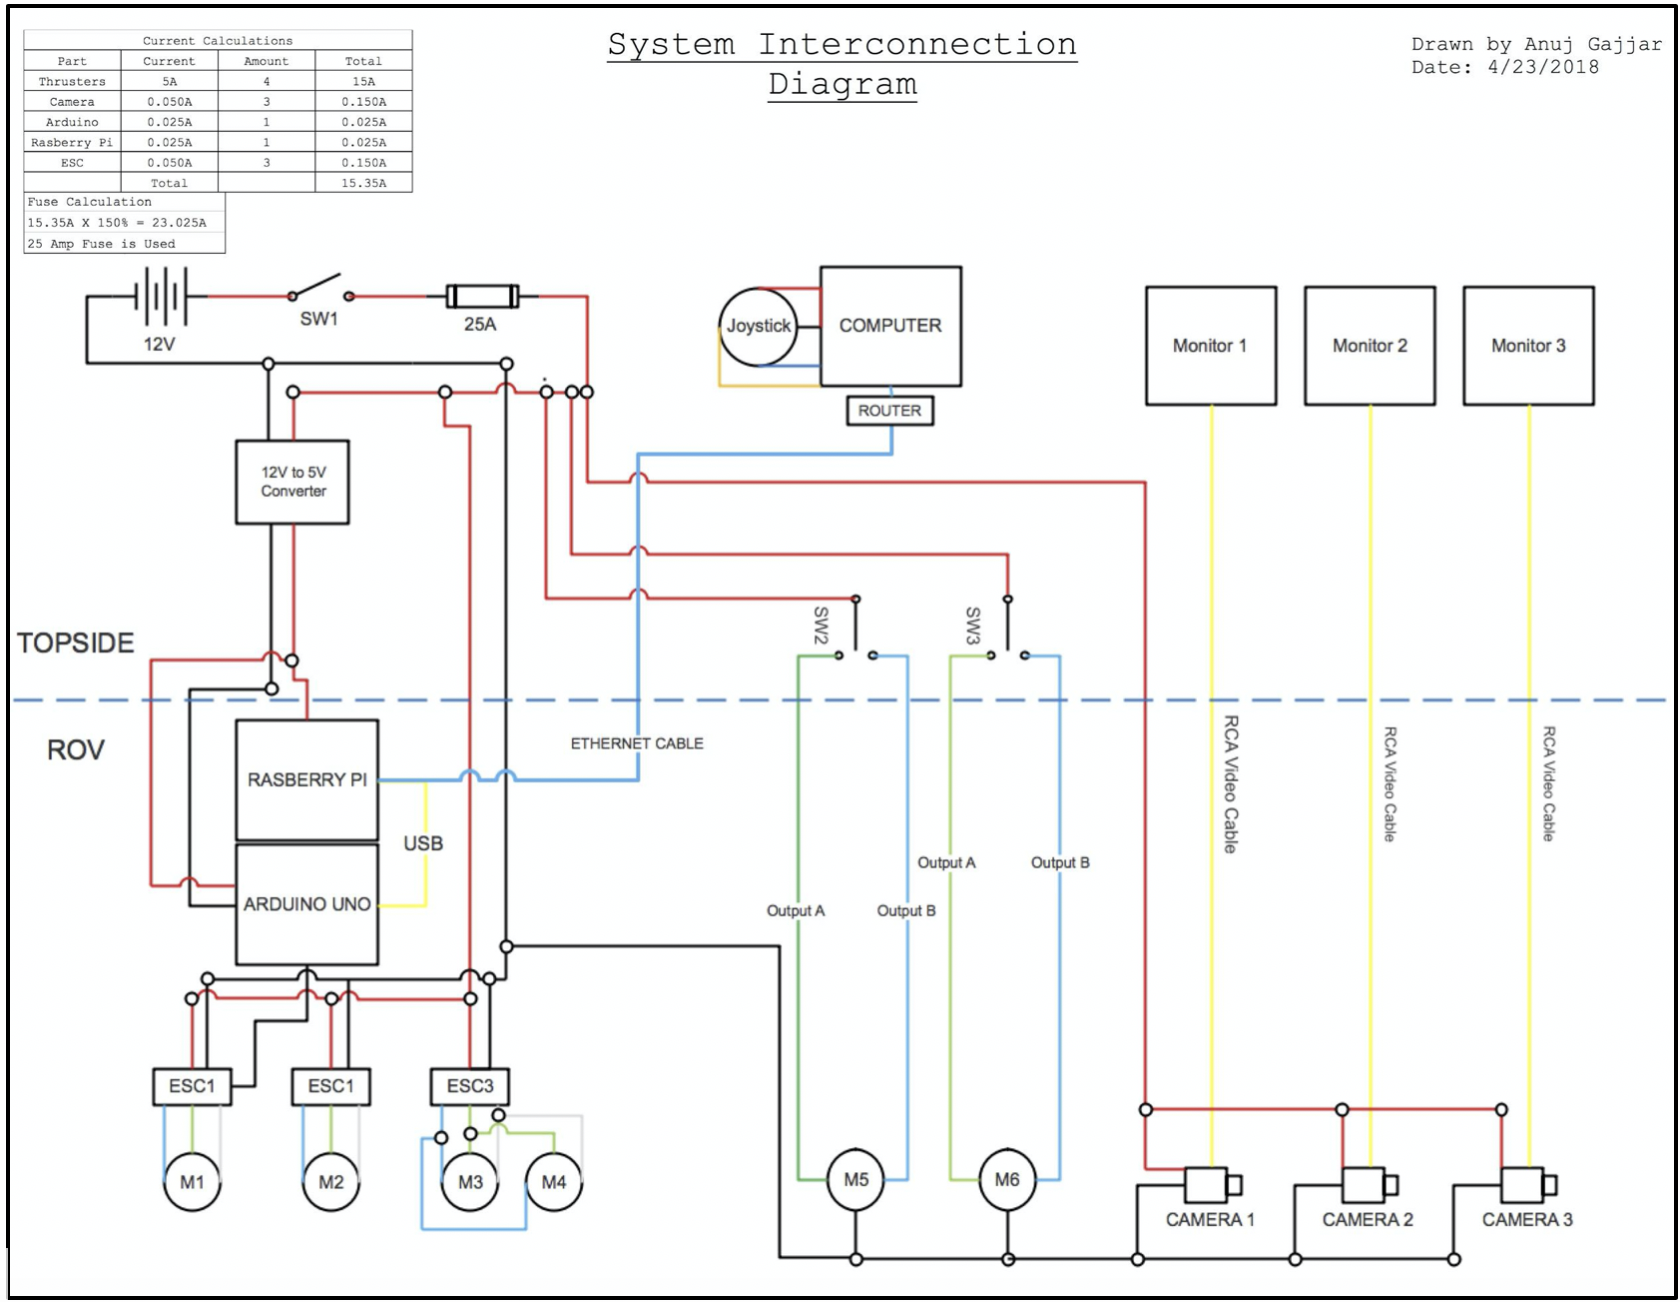 System Interconnection
Diagram
Drawn by Anuj Gajjar
Date: 4/23/2018
Current Calculations
Part Current Amount Total
Thrusters 5A 4 15A
Camera 0.050A 3 0.150A
Arduino 0.025A 1 0.025A
Rasberry Pi 0.025A 1 0.025A
ESC 0.050A 3 0.150A
Total 15.35A
Fuse Calculation
15.35A X 150% = 23.025A
25 Amp Fuse is Used
12V
SW1
25A
Joystick
COMPUTER
ROUTER
Monitor 1
Monitor 2
Monitor 3
12V to 5V
Converter
SW2
SW3
TOPSIDE
ROV
ETHERNET CABLE
RASBERRY PI
USB
ARDUINO UNO
RCA Video Cable
RCA Video Cable
RCA Video Cable
Output A
Output B
Output A
Output B
ESC1
ESC1
ESC3
M1
M2
M3
M4
M5
M6
CAMERA 1
CAMERA 2
CAMERA 3